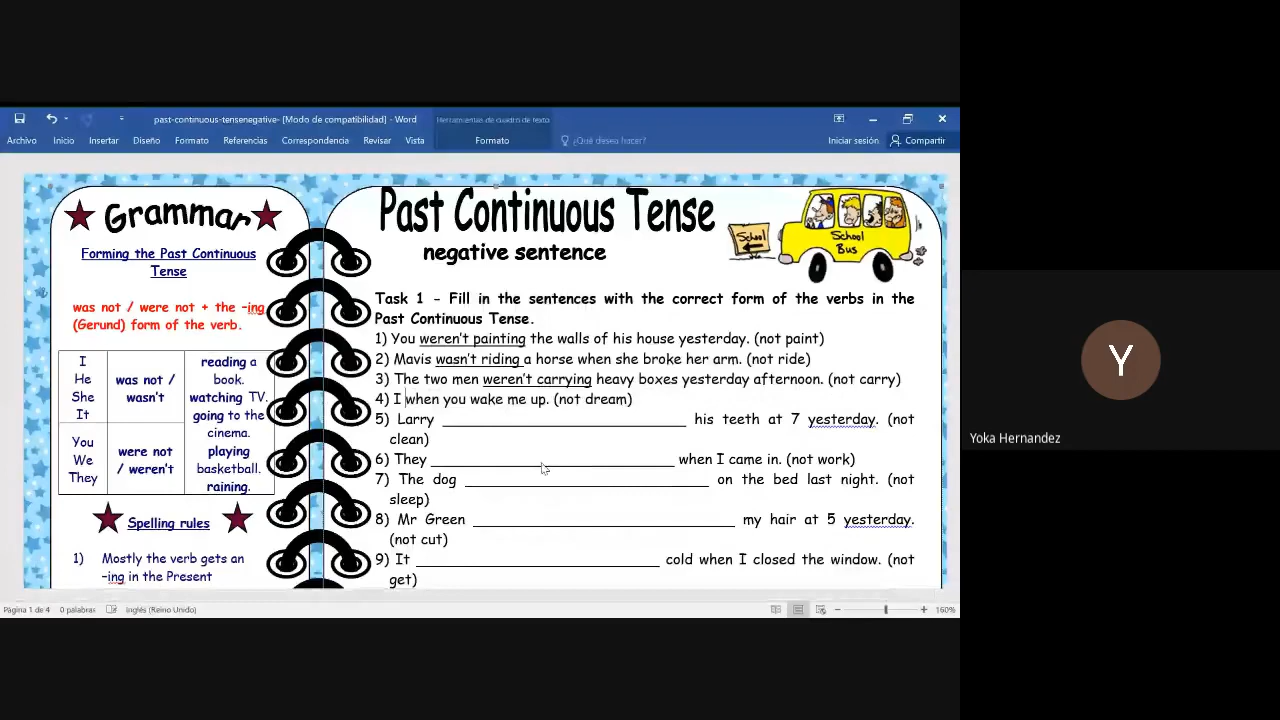 past-continuous-tensenegative- [Modo de compatibilidad] - Word
Herramientas de cuadro de texto
Archivo Inicio Insertar Diseño Formato Referencias Correspondencia Revisar Vista Formato ¿Qué desea hacer? Iniciar sesión Compartir
Grammar
Forming the Past Continuous
Tense
was not / were not + the –ing
(Gerund) form of the verb.
I
He
She
It
was not /
wasn't
reading a
book.
watching TV.
going to the
cinema.
playing
basketball.
raining.
You
We
They
were not
/ weren't
Spelling rules
1) Mostly the verb gets an
–ing in the Present
Past Continuous Tense
negative sentence
School
School
Bus
Task 1 – Fill in the sentences with the correct form of the verbs in the
Past Continuous Tense.
1) You weren't painting the walls of his house yesterday. (not paint)
2) Mavis wasn't riding a horse when she broke her arm. (not ride)
3) The two men weren't carrying heavy boxes yesterday afternoon. (not carry)
4) I when you wake me up. (not dream)
5) Larry ______________________________ his teeth at 7 yesterday. (not
clean)
6) They ______________________________ when I came in. (not work)
7) The dog ______________________________ on the bed last night. (not
sleep)
8) Mr Green ______________________________ my hair at 5 yesterday.
(not cut)
9) It ______________________________ cold when I closed the window. (not
get)
Página 1 de 4 0 palabras Inglés (Reino Unido) 160%
Y
Yoka Hernandez